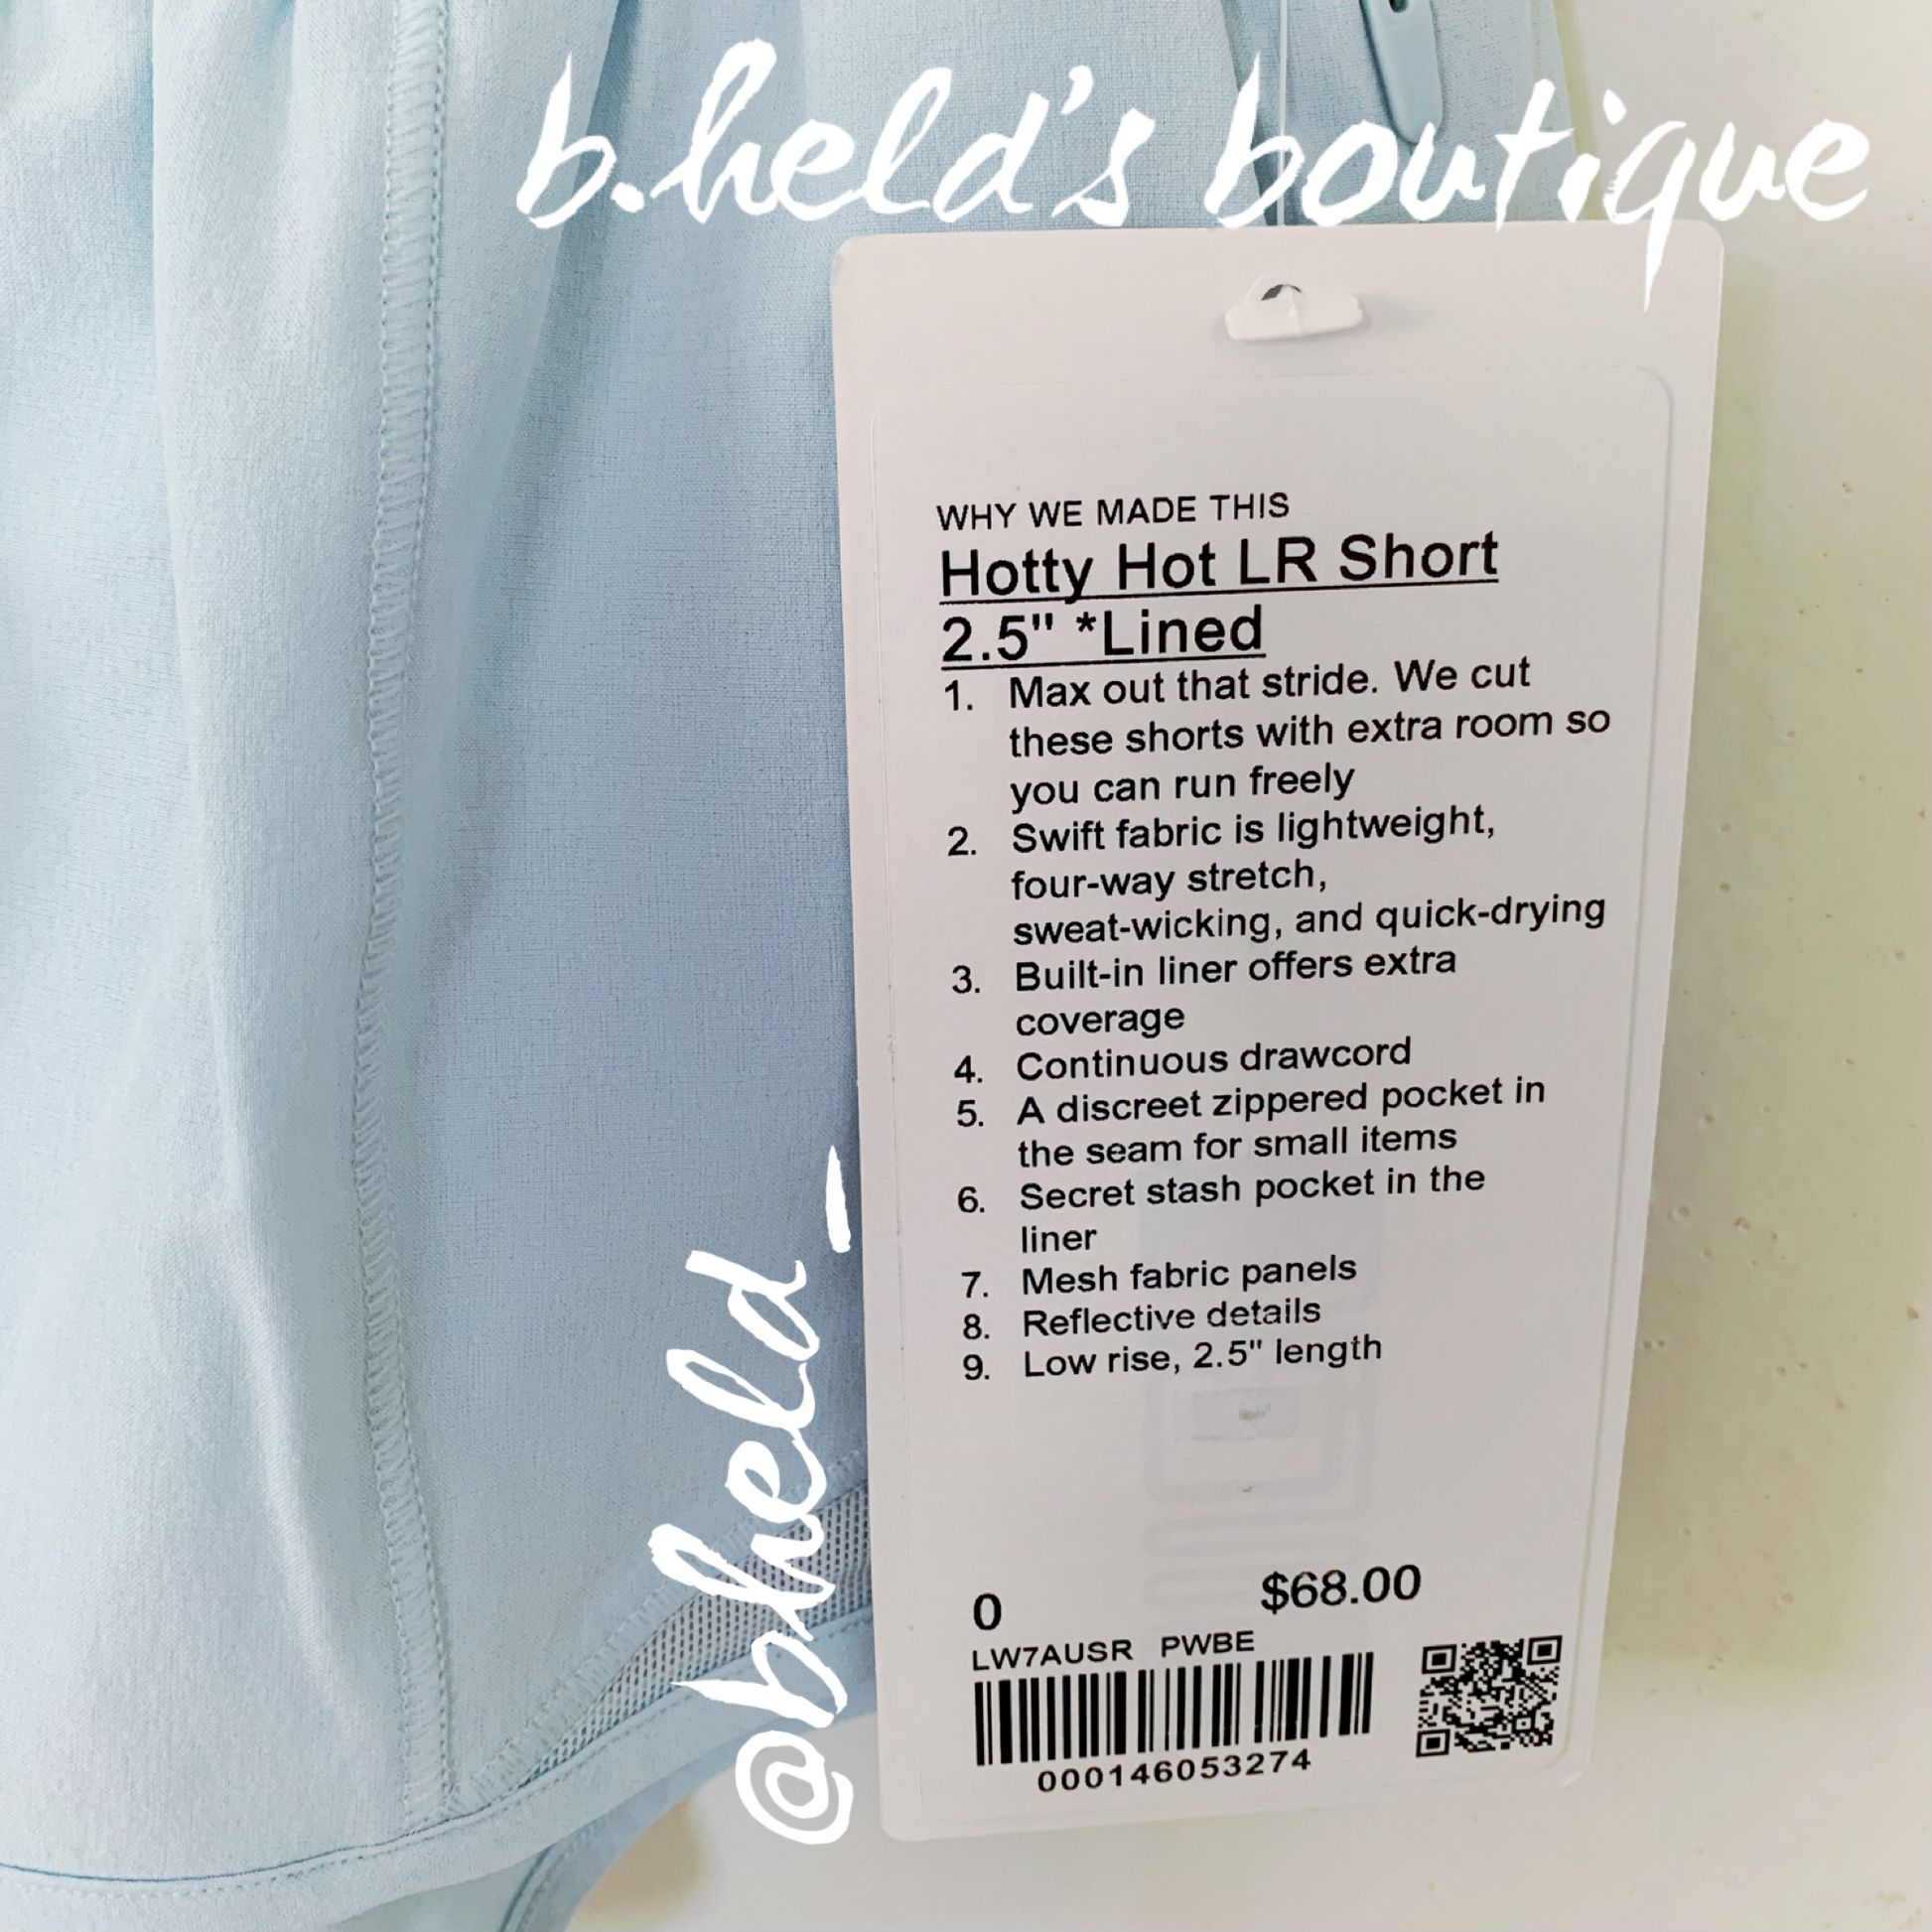 b.held's boutique
WHY WE MADE THIS
Hotty Hot LR Short
2.5" *Lined
1. Max out that stride. We cut
these shorts with extra room so
you can run freely
2. Swift fabric is lightweight,
four-way stretch,
sweat-wicking, and quick-drying
3. Built-in liner offers extra
coverage
4. Continuous drawcord
5. A discreet zippered pocket in
the seam for small items
6. Secret stash pocket in the
liner
7. Mesh fabric panels
8. Reflective details
9. Low rise, 2.5" length
0 $68.00
LW7AUSR PWBE
000146053274
@bheld_